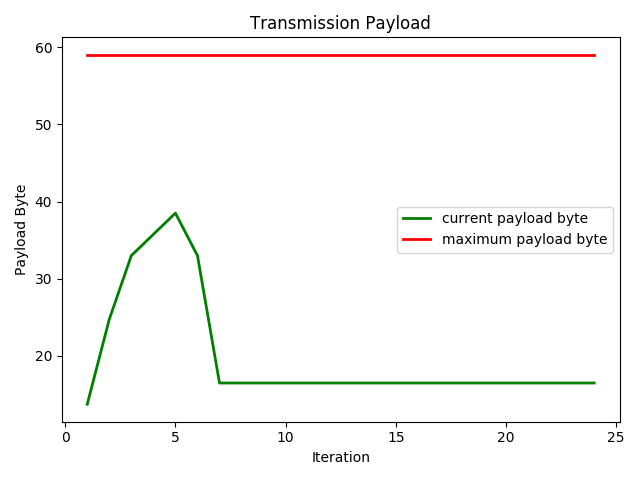 Transmission Payload
60
50
40
30
20
Payload Byte
current payload byte
maximum payload byte
0
5
10
15
20
25
Iteration